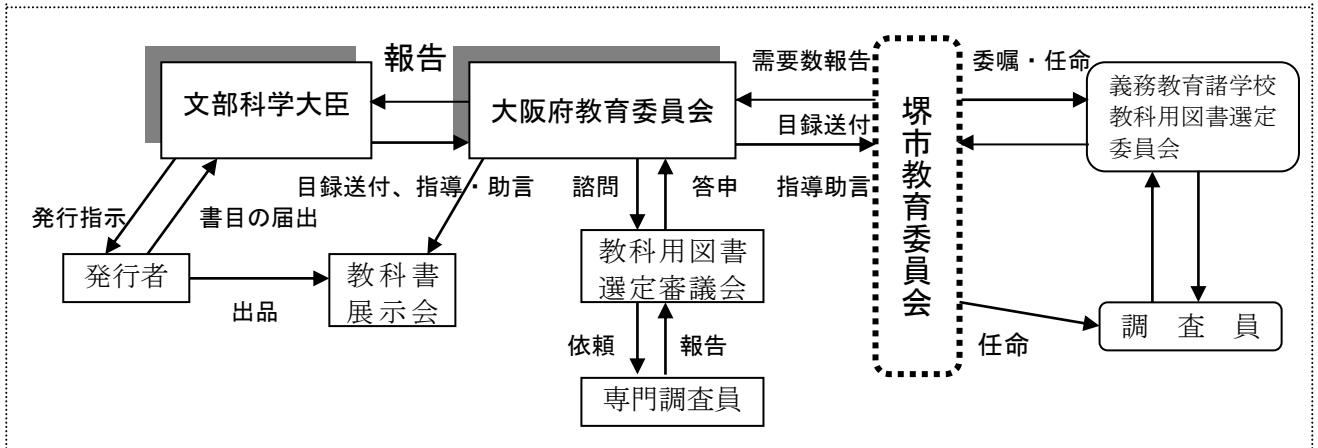 報告
需要数報告
委嘱・任命
文部科学大臣
大阪府教育委員会
堺市教育委員会
義務教育諸学校
教科用図書選定
委員会
目録送付
目録送付、指導・助言
諮問
答申
指導助言
発行指示
書目の届出
発行者
教科書
展示会
教科用図書
選定審議会
出品
依頼
報告
任命
調査員
専門調査員